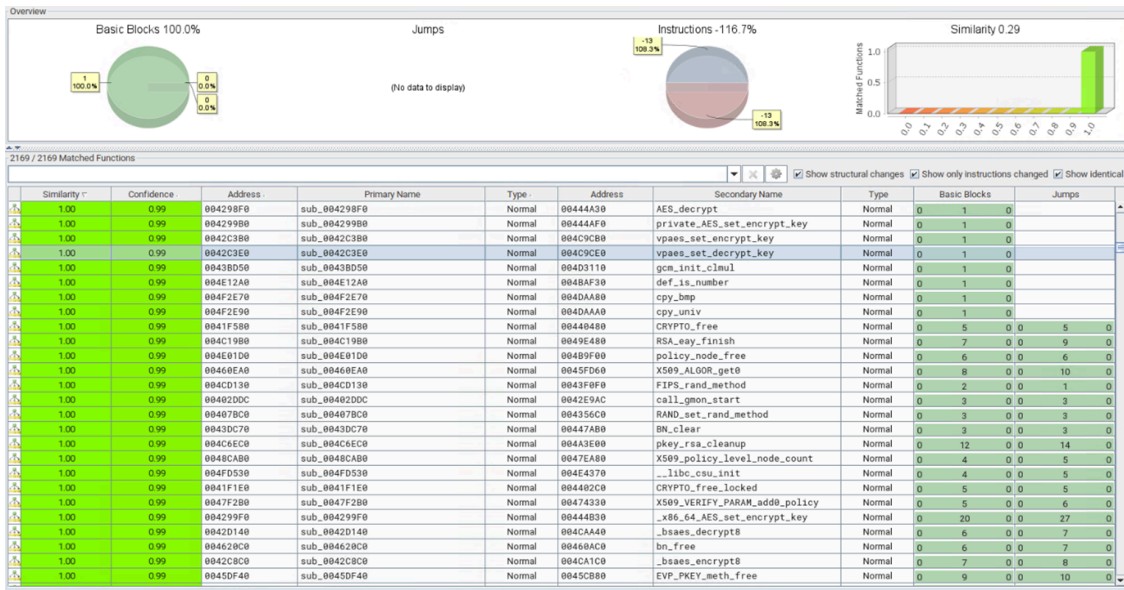 Overview
Basic Blocks 100.0%
Jumps
Instructions -116.7%
Similarity 0.29
1
100.0%
0
0.0%
0
0.0%
(No data to display)
-13
108.3%
-13
108.3%
Matched Functions
1.0
0.5
0.0
0.0 0.1 0.2 0.3 0.4 0.5 0.6 0.7 0.8 0.9 1.0
2169 / 2169 Matched Functions
Show structural changes Show only instructions changed Show identical
Similarity Confidence Address Primary Name Type Address Secondary Name Type Basic Blocks Jumps
1.00 0.99 004298F0 sub_004298F0 Normal 00444A30 AES_decrypt Normal 0 1 0
1.00 0.99 004299B0 sub_004299B0 Normal 00444AF0 private_AES_set_encrypt_key Normal 0 1 0
1.00 0.99 0042C3B0 sub_0042C3B0 Normal 004C9CB0 vpaes_set_encrypt_key Normal 0 1 0
1.00 0.99 0042C3E0 sub_0042C3E0 Normal 004C9CE0 vpaes_set_decrypt_key Normal 0 1 0
1.00 0.99 0043BD50 sub_0043BD50 Normal 004D3110 gcm_init_clmul Normal 0 1 0
1.00 0.99 004E12A0 sub_004E12A0 Normal 004BAF30 def_is_number Normal 0 1 0
1.00 0.99 004F2E70 sub_004F2E70 Normal 004DAA80 cpy_bmp Normal 0 1 0
1.00 0.99 004F2E90 sub_004F2E90 Normal 004DAAA0 cpy_univ Normal 0 1 0
1.00 0.99 0041F580 sub_0041F580 Normal 00440480 CRYPTO_free Normal 0 5 0 0 5 0
1.00 0.99 004C19B0 sub_004C19B0 Normal 0049E480 RSA_eay_finish Normal 0 7 0 0 9 0
1.00 0.99 004E01D0 sub_004E01D0 Normal 004B9F00 policy_node_free Normal 0 6 0 0 6 0
1.00 0.99 00460EA0 sub_00460EA0 Normal 0045FD60 X509_ALGOR_get0 Normal 0 8 0 0 10 0
1.00 0.99 004CD130 sub_004CD130 Normal 0043F0F0 FIPS_rand_method Normal 0 2 0 0 1 0
1.00 0.99 00402DDC sub_00402DDC Normal 0042E9AC call_gmon_start Normal 0 3 0 0 3 0
1.00 0.99 00407BC0 sub_00407BC0 Normal 004356C0 RAND_set_rand_method Normal 0 3 0 0 3 0
1.00 0.99 0043DC70 sub_0043DC70 Normal 00447AB0 BN_clear Normal 0 3 0 0 3 0
1.00 0.99 004C6EC0 sub_004C6EC0 Normal 004A3E00 pkey_rsa_cleanup Normal 0 12 0 0 14 0
1.00 0.99 0048CAB0 sub_0048CAB0 Normal 0047EA80 X509_policy_level_node_count Normal 0 4 0 0 5 0
1.00 0.99 004FD530 sub_004FD530 Normal 004E4370 __libc_csu_init Normal 0 4 0 0 5 0
1.00 0.99 0041F1E0 sub_0041F1E0 Normal 004402C0 CRYPTO_free_locked Normal 0 5 0 0 5 0
1.00 0.99 0047F2B0 sub_0047F2B0 Normal 00474330 X509_VERIFY_PARAM_add0_policy Normal 0 5 0 0 6 0
1.00 0.99 004299F0 sub_004299F0 Normal 00444B30 _x86_64_AES_set_encrypt_key Normal 0 20 0 0 27 0
1.00 0.99 0042D140 sub_0042D140 Normal 004CAA40 _bsaes_decrypt8 Normal 0 6 0 0 7 0
1.00 0.99 004620C0 sub_004620C0 Normal 00460AC0 bn_free Normal 0 6 0 0 7 0
1.00 0.99 0042C8C0 sub_0042C8C0 Normal 004CA1C0 _bsaes_encrypt8 Normal 0 7 0 0 8 0
1.00 0.99 0045DF40 sub_0045DF40 Normal 0045CB80 EVP_PKEY_meth_free Normal 0 9 0 0 10 0